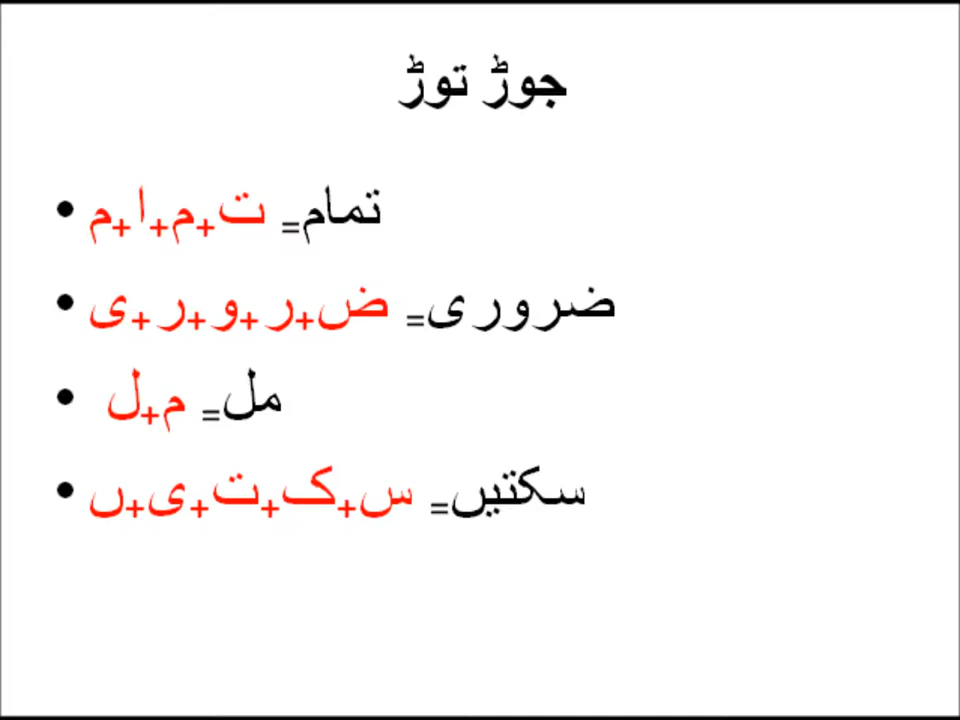 جوڑ توڑ
• تمام= ت+م+ا+م
• ضروری= ض+ر+و+ر+ی
• مل= م+ل
• سکتیں= س+ک+ت+ی+ں